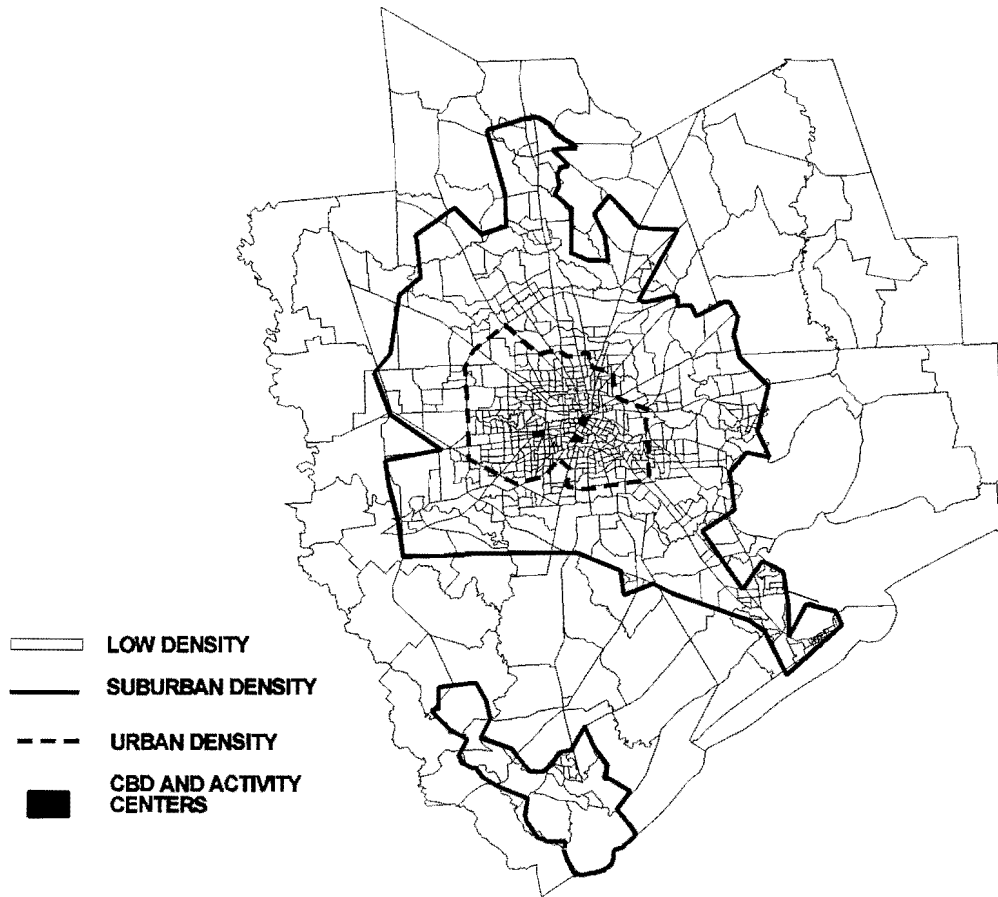 LOW DENSITY
SUBURBAN DENSITY
URBAN DENSITY
CBD AND ACTIVITY
CENTERS